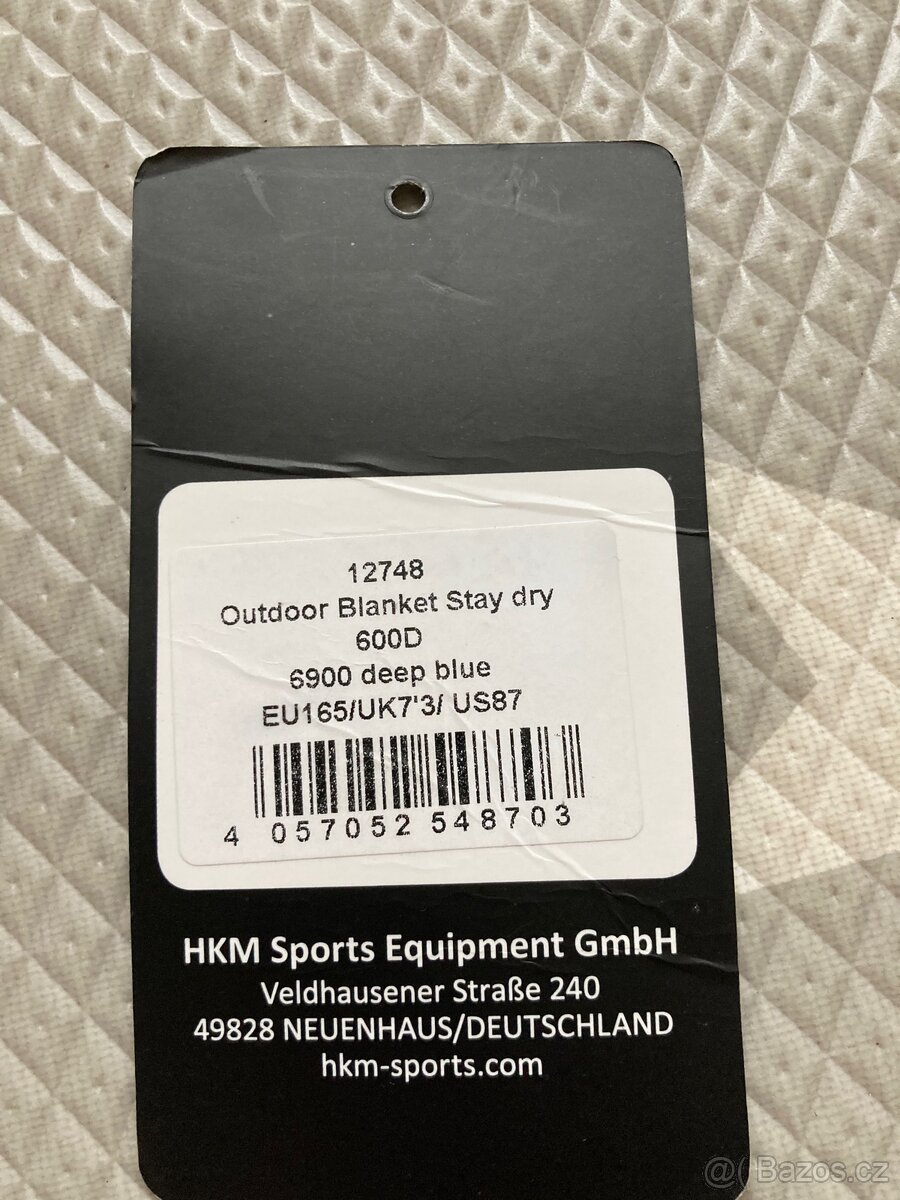 12748
Outdoor Blanket Stay dry
600D
6900 deep blue
EU165/UK7'3/ US87
4 057052 548703
HKM Sports Equipment GmbH
Veldhausener Straße 240
49828 NEUENHAUS/DEUTSCHLAND
hkm-sports.com
@( Bazos.cz